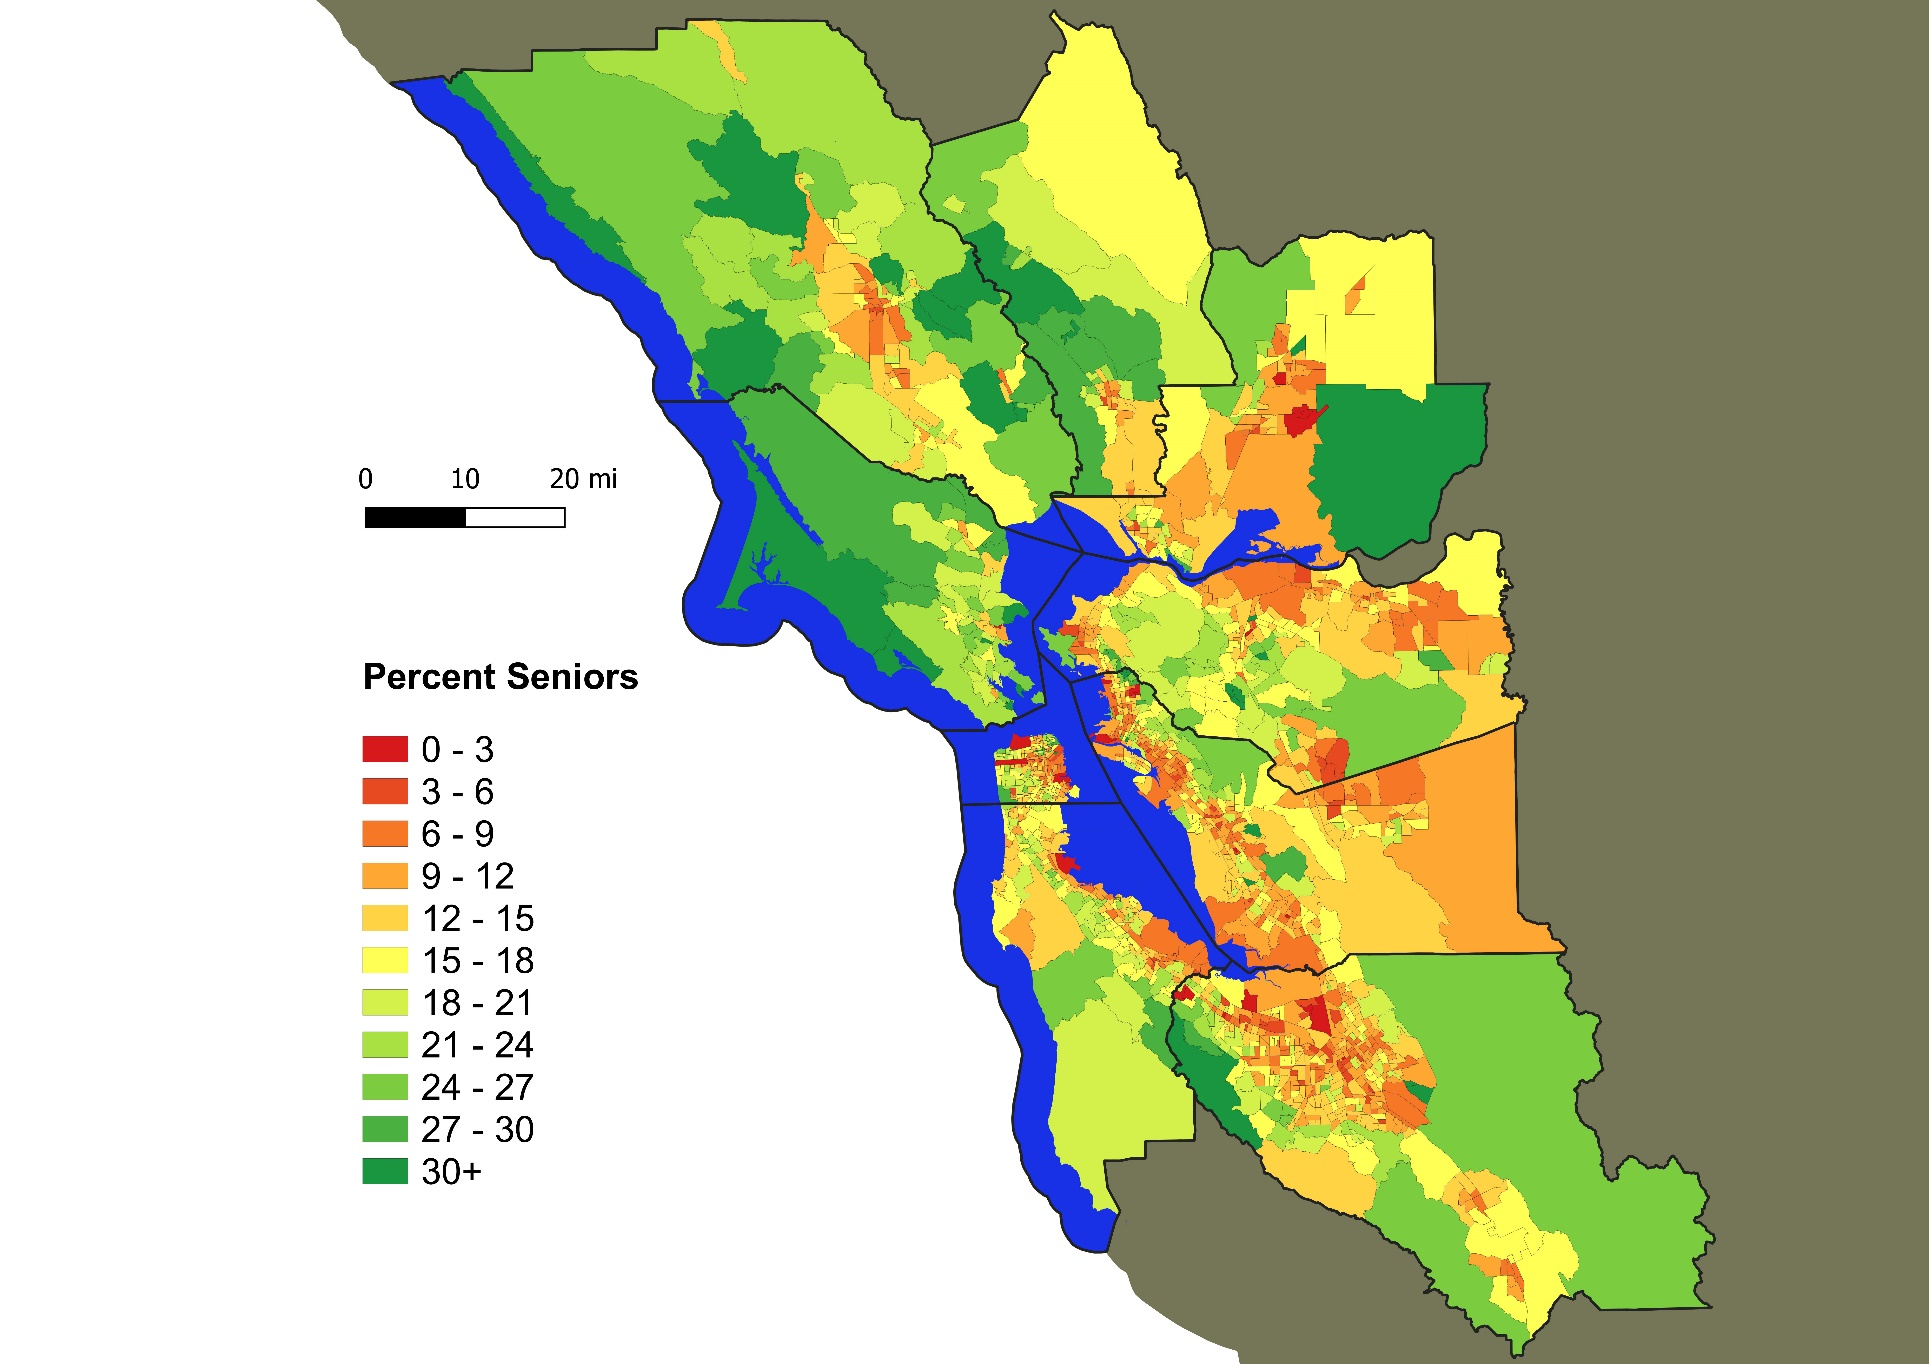 0 10 20 mi
Percent Seniors
0 - 3
3 - 6
6 - 9
9 - 12
12 - 15
15 - 18
18 - 21
21 - 24
24 - 27
27 - 30
30+